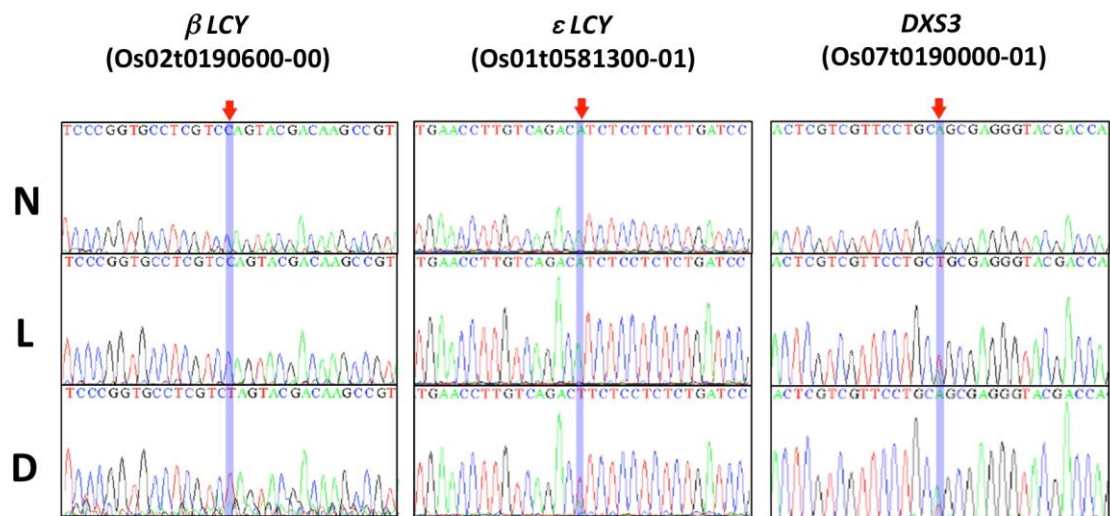 β LCY
(Os02t0190600-00)
ε LCY
(Os01t0581300-01)
DXS3
(Os07t0190000-01)
N
TCCCGGTGCCTCGTCCAGTACGACAAGCCGT
TGAACCTTGTCAGACATCTCCTCTCTGATCC
ACTCGTCGTTCCTGCAGCGAGGGTACGACCA
L
TCCCGGTGCCTCGTCCAGTACGACAAGCCGT
TGAACCTTGTCAGACATCTCCTCTCTGATCC
ACTCGTCGTTCCTGCTGCGAGGGTACGACCA
D
TCCCGGTGCCTCGTCTAGTACGACAAGCCGT
TGAACCTTGTCAGACTTCTCCTCTCTGATCC
ACTCGTCGTTCCTGCAGCGAGGGTACGACCA